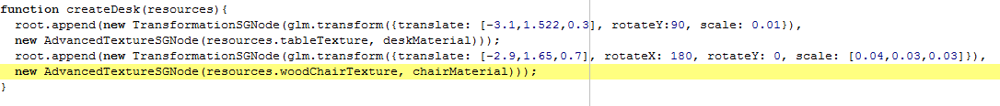 function createDesk(resources){
root.append(new TransformationSGNode(glm.transform({translate: [-3.1,1.522,0.3], rotateY:90, scale: 0.01}),
new AdvancedTextureSGNode(resources.tableTexture, deskMaterial)));
root.append(new TransformationSGNode(glm.transform({translate: [-2.9,1.65,0.7], rotateX: 180, rotateY: 0, scale: [0.04,0.03,0.03]}),
new AdvancedTextureSGNode(resources.woodChairTexture, chairMaterial)));
}